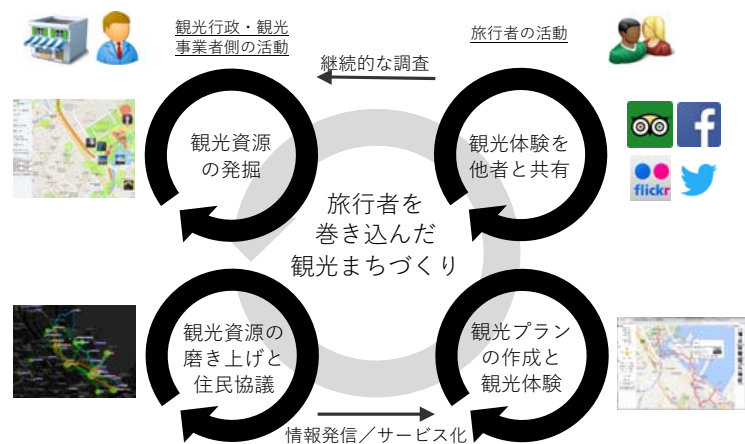 観光行政・観光
事業者側の活動
旅行者の活動
継続的な調査
観光資源
の発掘
観光体験を
他者と共有
flickr
旅行者を
巻き込んだ
観光まちづくり
観光資源の
磨き上げと
住民協議
観光プラン
の作成と
観光体験
情報発信／サービス化